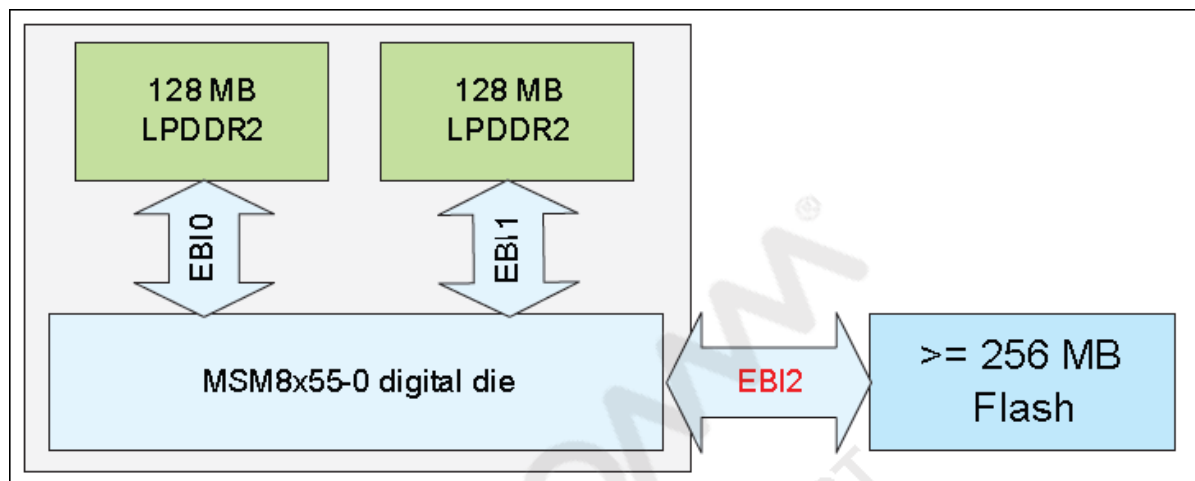 128 MB
LPDDR2
128 MB
LPDDR2
EBI0
EBI1
MSM8x55-0 digital die
EBI2
>= 256 MB
Flash